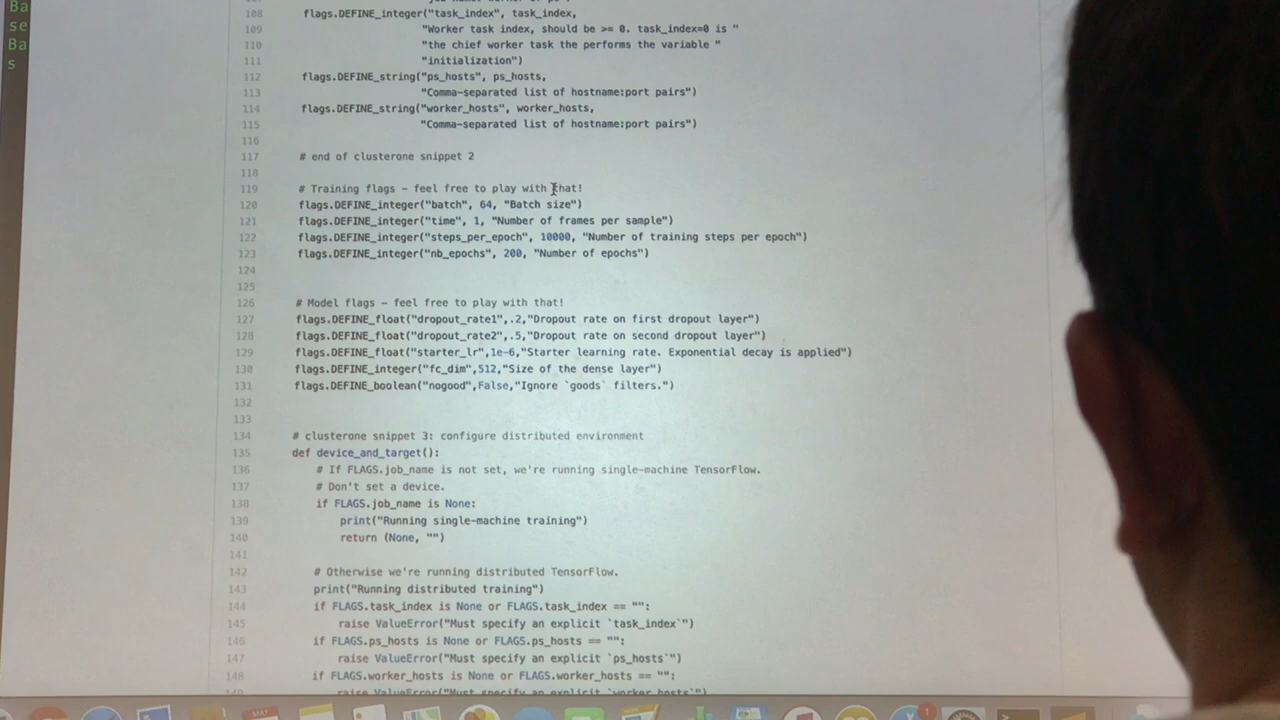 Ba
se
Ba
s
108 flags.DEFINE_integer("task_index", task_index,
109 "Worker task index, should be >= 0. task_index=0 is "
110 "the chief worker task the performs the variable "
111 "initialization")
112 flags.DEFINE_string("ps_hosts", ps_hosts,
113 "Comma-separated list of hostname:port pairs")
114 flags.DEFINE_string("worker_hosts", worker_hosts,
115 "Comma-separated list of hostname:port pairs")
116
117 # end of clusterone snippet 2
118
119 # Training flags - feel free to play with that!
120 flags.DEFINE_integer("batch", 64, "Batch size")
121 flags.DEFINE_integer("time", 1, "Number of frames per sample")
122 flags.DEFINE_integer("steps_per_epoch", 10000, "Number of training steps per epoch")
123 flags.DEFINE_integer("nb_epochs", 200, "Number of epochs")
124
125
126 # Model flags - feel free to play with that!
127 flags.DEFINE_float("dropout_rate1",.2,"Dropout rate on first dropout layer")
128 flags.DEFINE_float("dropout_rate2",.5,"Dropout rate on second dropout layer")
129 flags.DEFINE_float("starter_lr",1e-6,"Starter learning rate. Exponential decay is applied")
130 flags.DEFINE_integer("fc_dim",512,"Size of the dense layer")
131 flags.DEFINE_boolean("nogood",False,"Ignore `goods` filters.")
132
133
134 # clusterone snippet 3: configure distributed environment
135 def device_and_target():
136 # If FLAGS.job_name is not set, we're running single-machine TensorFlow.
137 # Don't set a device.
138 if FLAGS.job_name is None:
139 print("Running single-machine training")
140 return (None, "")
141
142 # Otherwise we're running distributed TensorFlow.
143 print("Running distributed training")
144 if FLAGS.task_index is None or FLAGS.task_index == "":
145 raise ValueError("Must specify an explicit `task_index`")
146 if FLAGS.ps_hosts is None or FLAGS.ps_hosts == "":
147 raise ValueError("Must specify an explicit `ps_hosts`")
148 if FLAGS.worker_hosts is None or FLAGS.worker_hosts == "":
149 raise ValueError("Must specify an explicit `worker_hosts`")